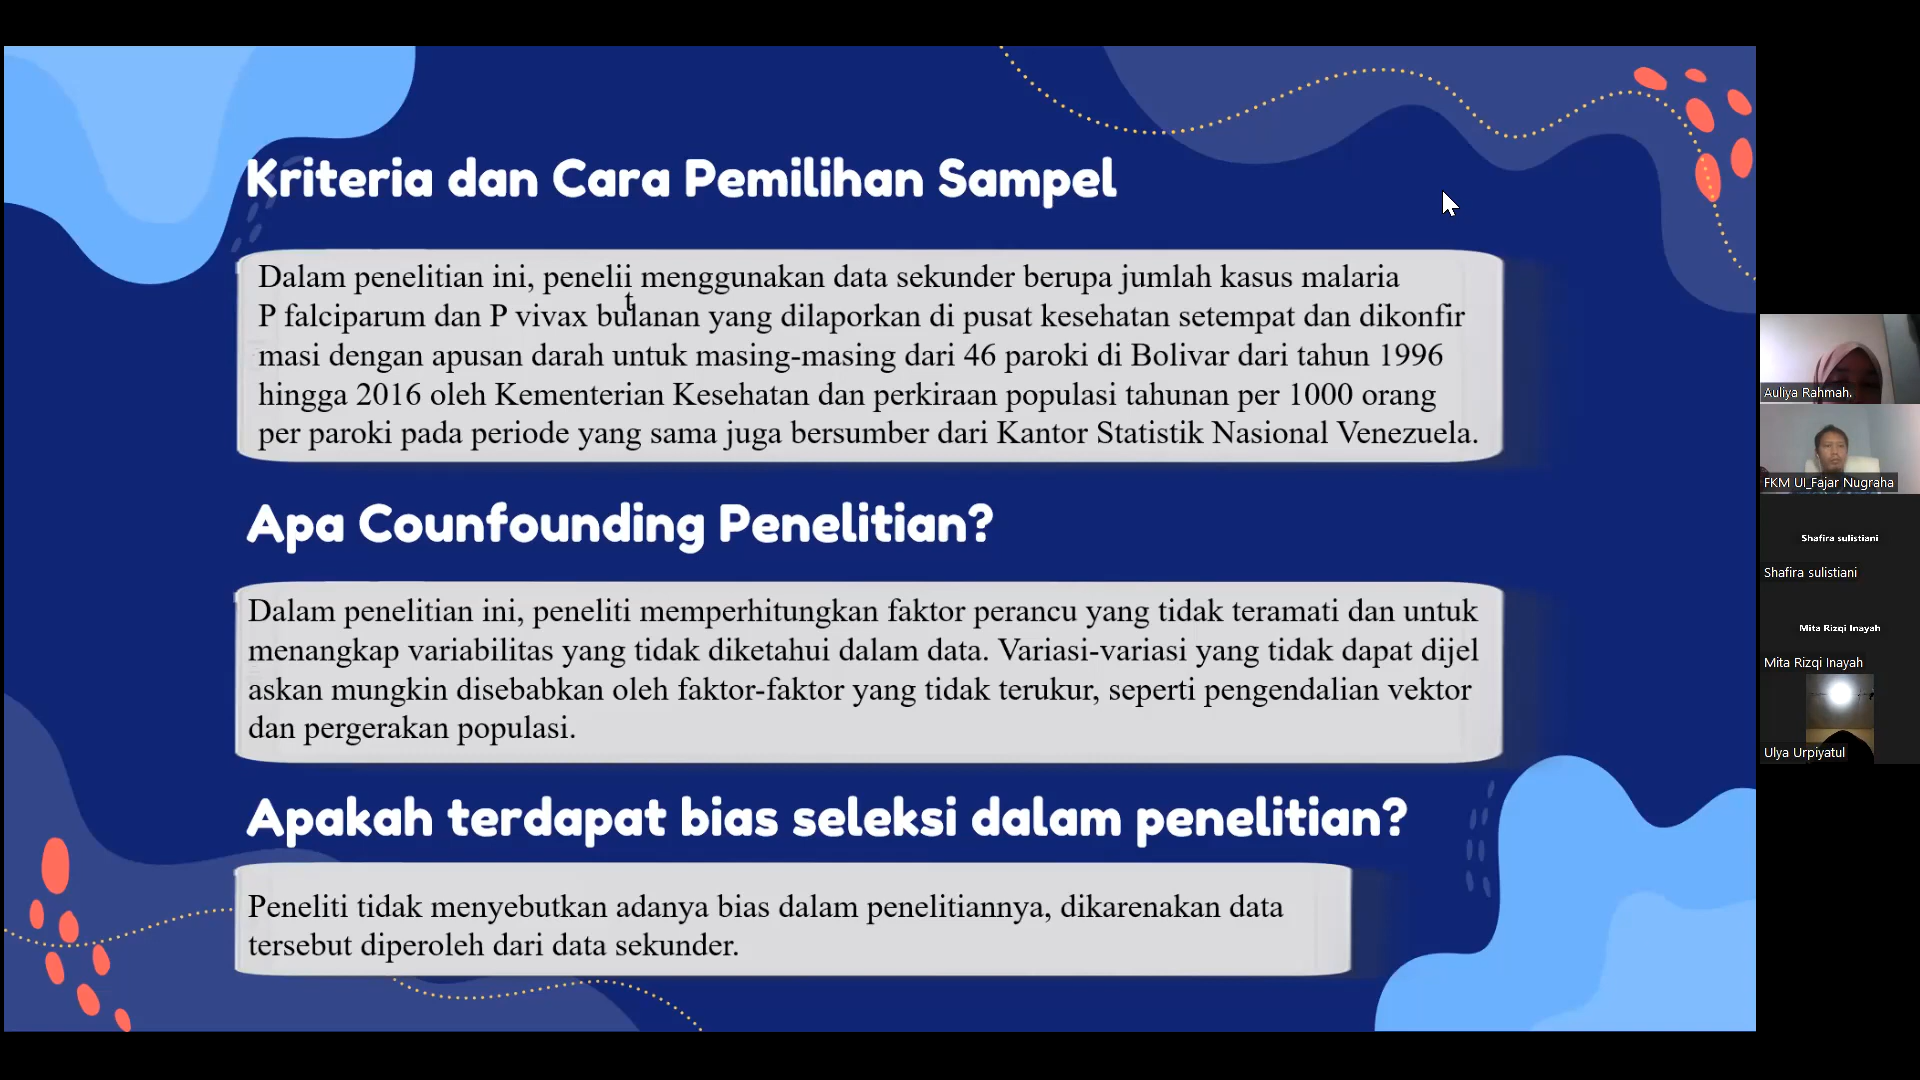 Kriteria dan Cara Pemilihan Sampel
Dalam penelitian ini, penelii menggunakan data sekunder berupa jumlah kasus malaria
t
P falciparum dan P vivax bulanan yang dilaporkan di pusat kesehatan setempat dan dikonfir
masi dengan apusan darah untuk masing-masing dari 46 paroki di Bolivar dari tahun 1996
hingga 2016 oleh Kementerian Kesehatan dan perkiraan populasi tahunan per 1000 orang
per paroki pada periode yang sama juga bersumber dari Kantor Statistik Nasional Venezuela.
Apa Counfounding Penelitian?
Dalam penelitian ini, peneliti memperhitungkan faktor perancu yang tidak teramati dan untuk
menangkap variabilitas yang tidak diketahui dalam data. Variasi-variasi yang tidak dapat dijel
askan mungkin disebabkan oleh faktor-faktor yang tidak terukur, seperti pengendalian vektor
dan pergerakan populasi.
Apakah terdapat bias seleksi dalam penelitian?
Peneliti tidak menyebutkan adanya bias dalam penelitiannya, dikarenakan data
tersebut diperoleh dari data sekunder.
Auliya Rahmah.
FKM UI_Fajar Nugraha
Shafira sulistiani
Shafira sulistiani
Mita Rizqi Inayah
Mita Rizqi Inayah
Ulya Urpiyatul